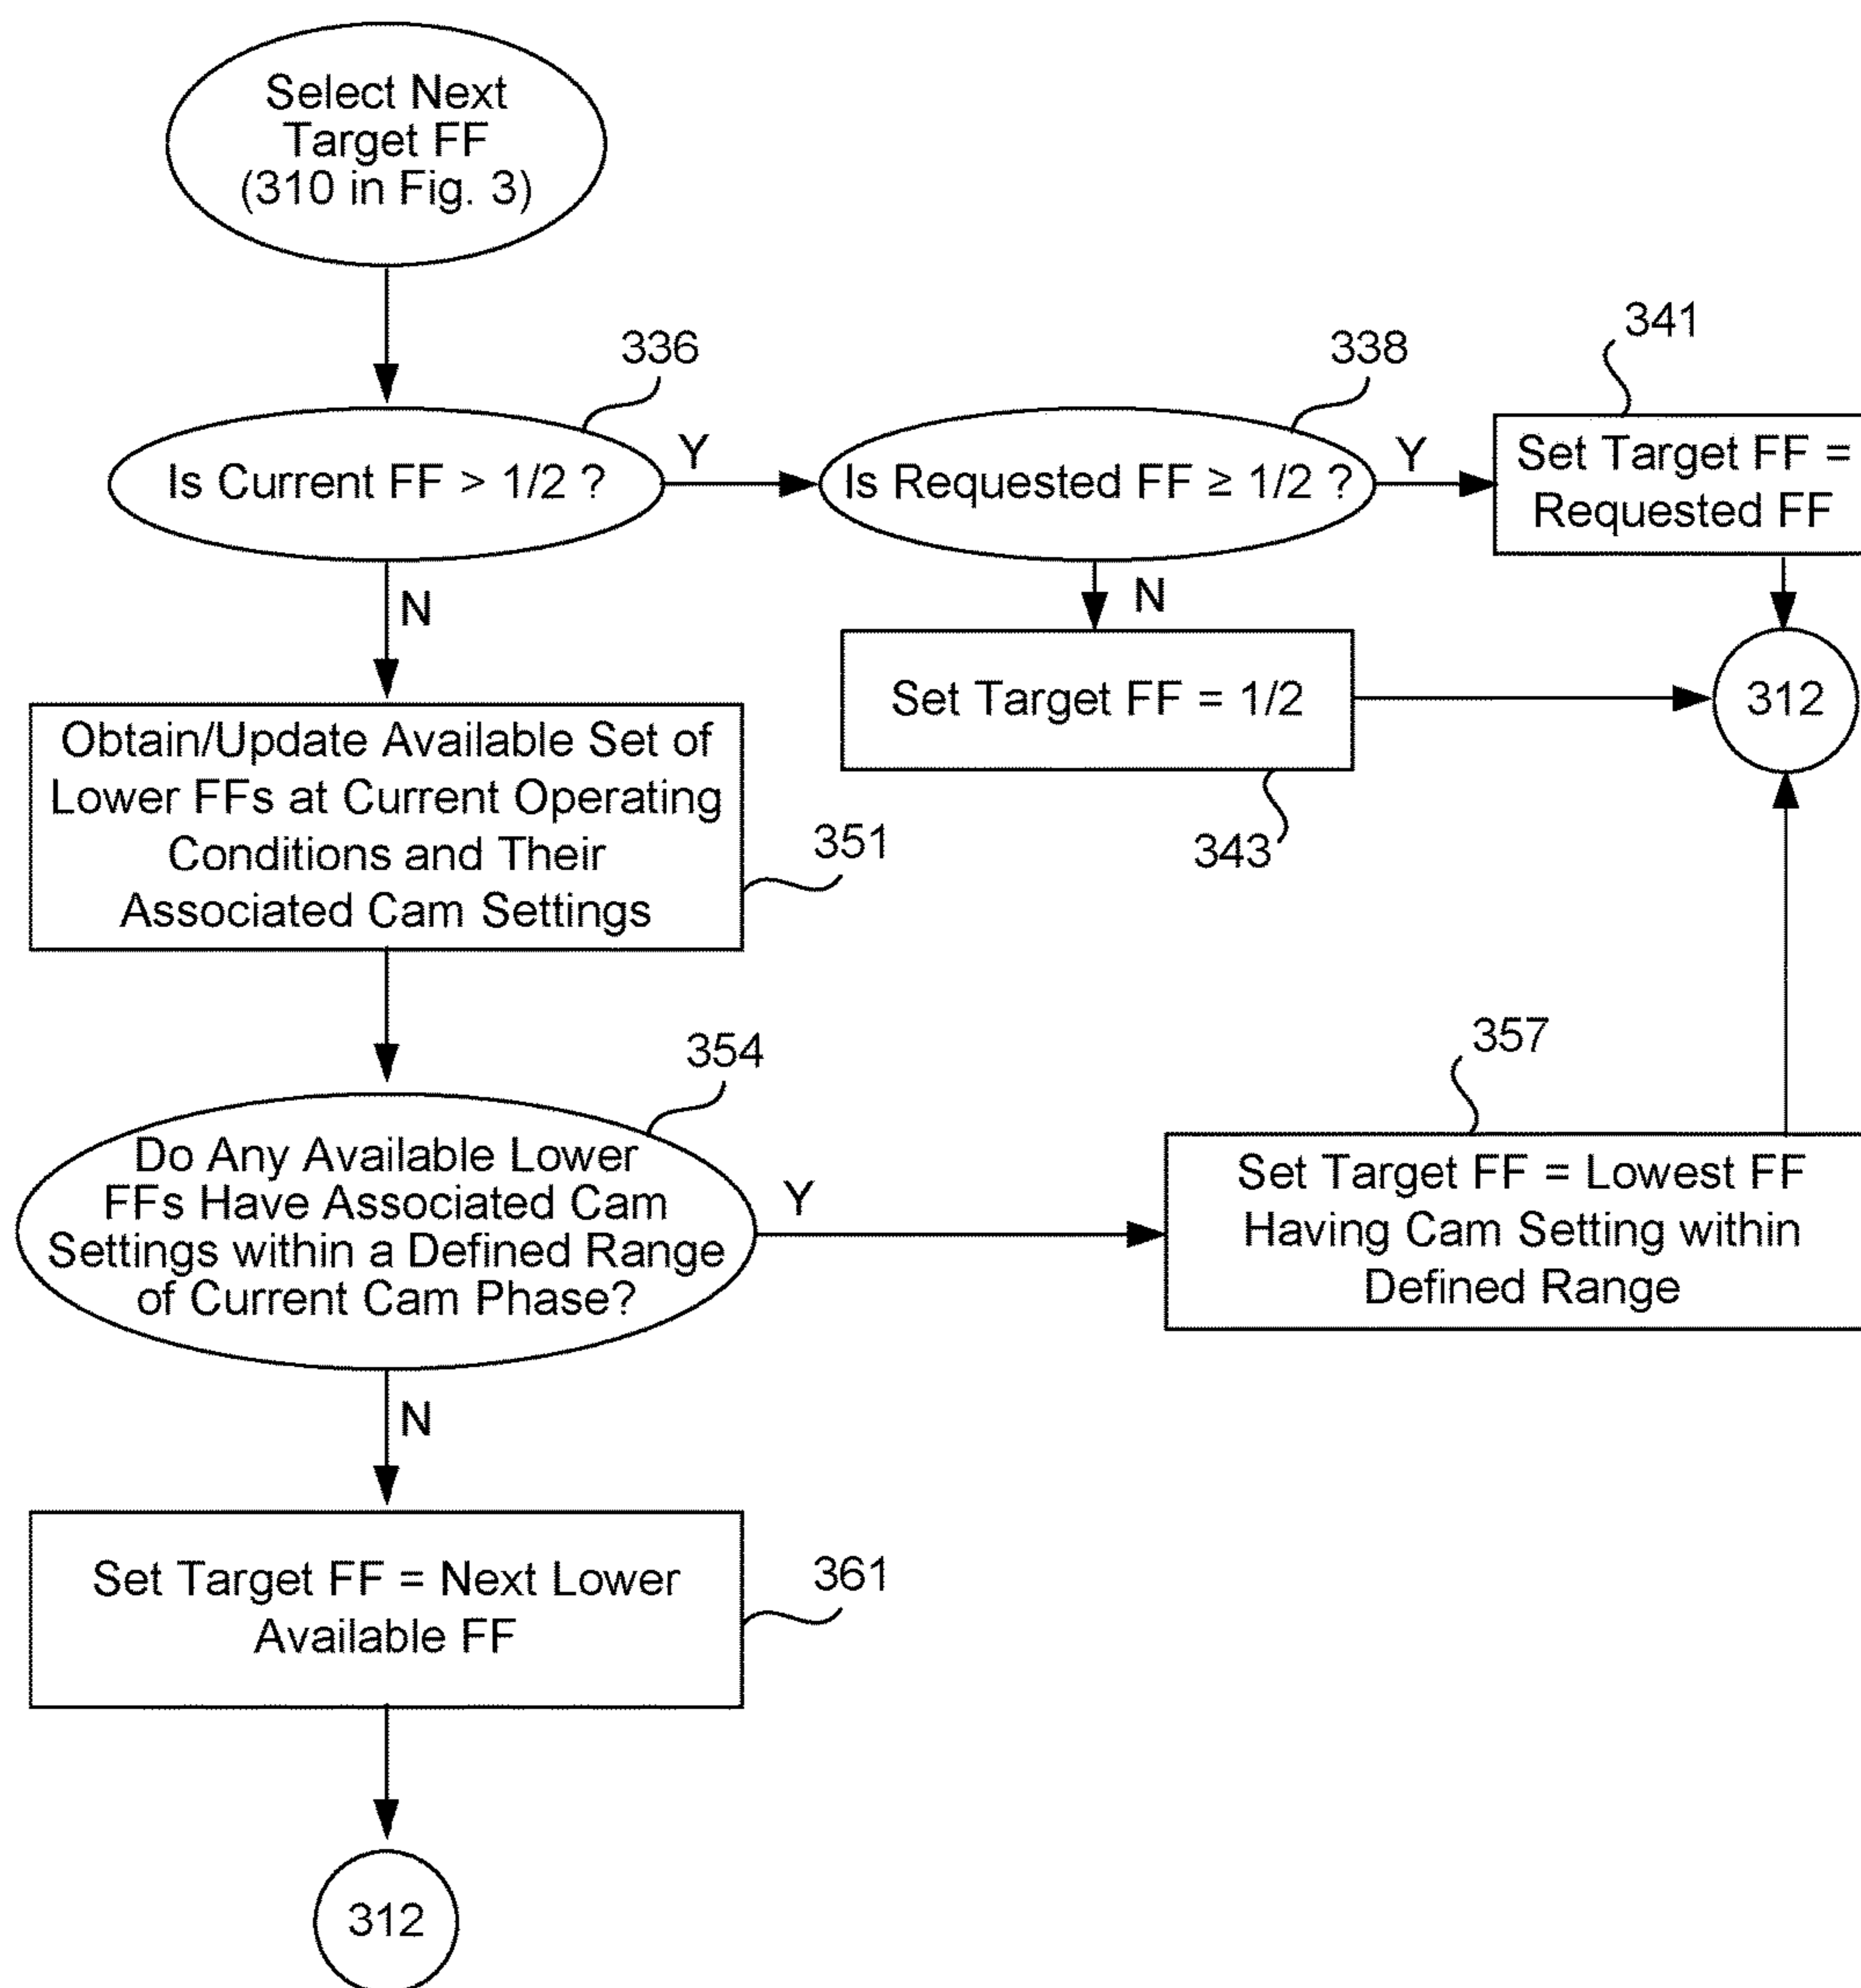 Select Next
Target FF
(310 in Fig. 3)
336
338
341
Is Current FF > 1/2 ?
Y
Is Requested FF ≥ 1/2 ?
Y
Set Target FF =
Requested FF
N
N
Set Target FF = 1/2
312
343
Obtain/Update Available Set of
Lower FFs at Current Operating
Conditions and Their
Associated Cam Settings
351
354
357
Do Any Available Lower
FFs Have Associated Cam
Settings within a Defined Range
of Current Cam Phase?
Y
Set Target FF = Lowest FF
Having Cam Setting within
Defined Range
N
Set Target FF = Next Lower
Available FF
361
312